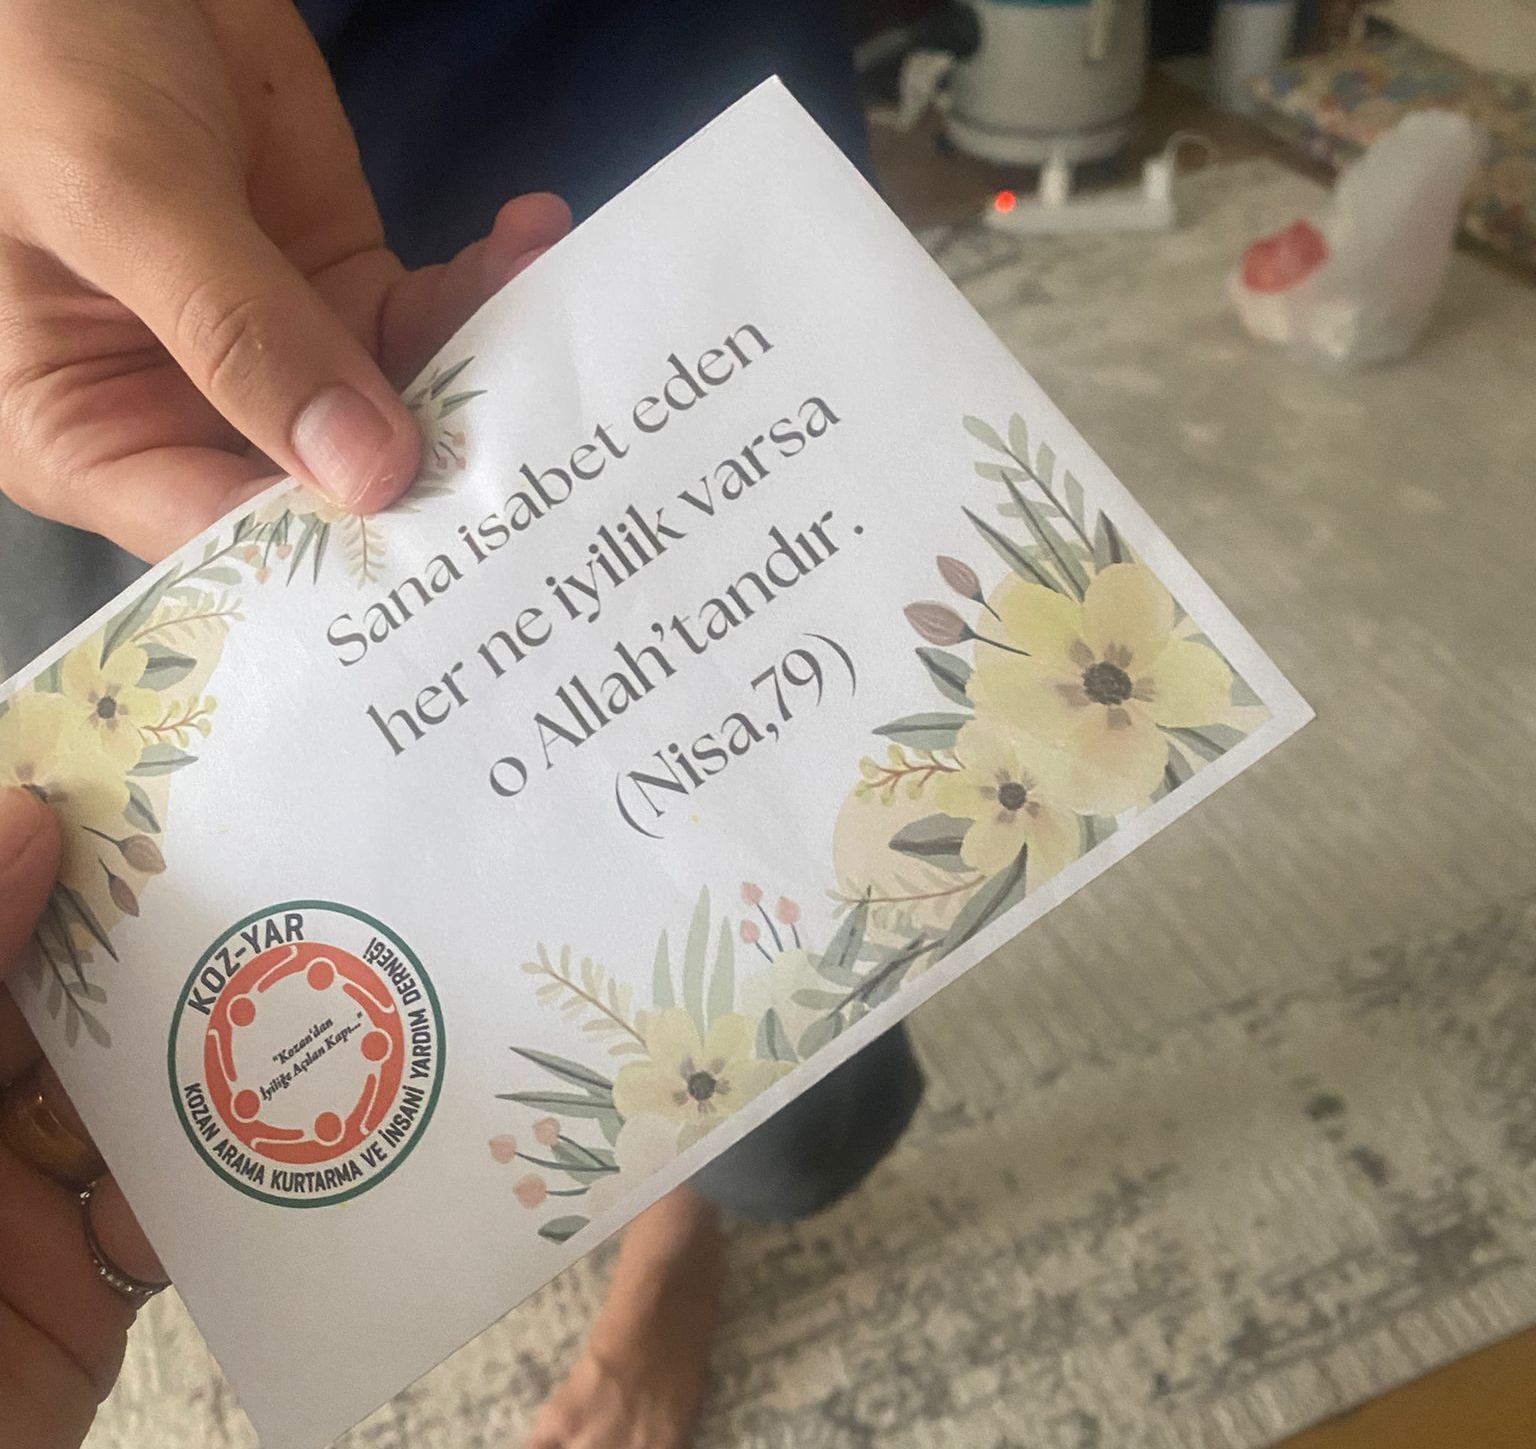 Sana isabet eden
her ne iyilik varsa
o Allah'tandır.
(Nisa,79)
KOZ-YAR
KOZAN ARAMA KURTARMA VE İNSANİ YARDIM DERNEĞİ
"Kozan'dan
İyiliğe Açılan Kapı..."